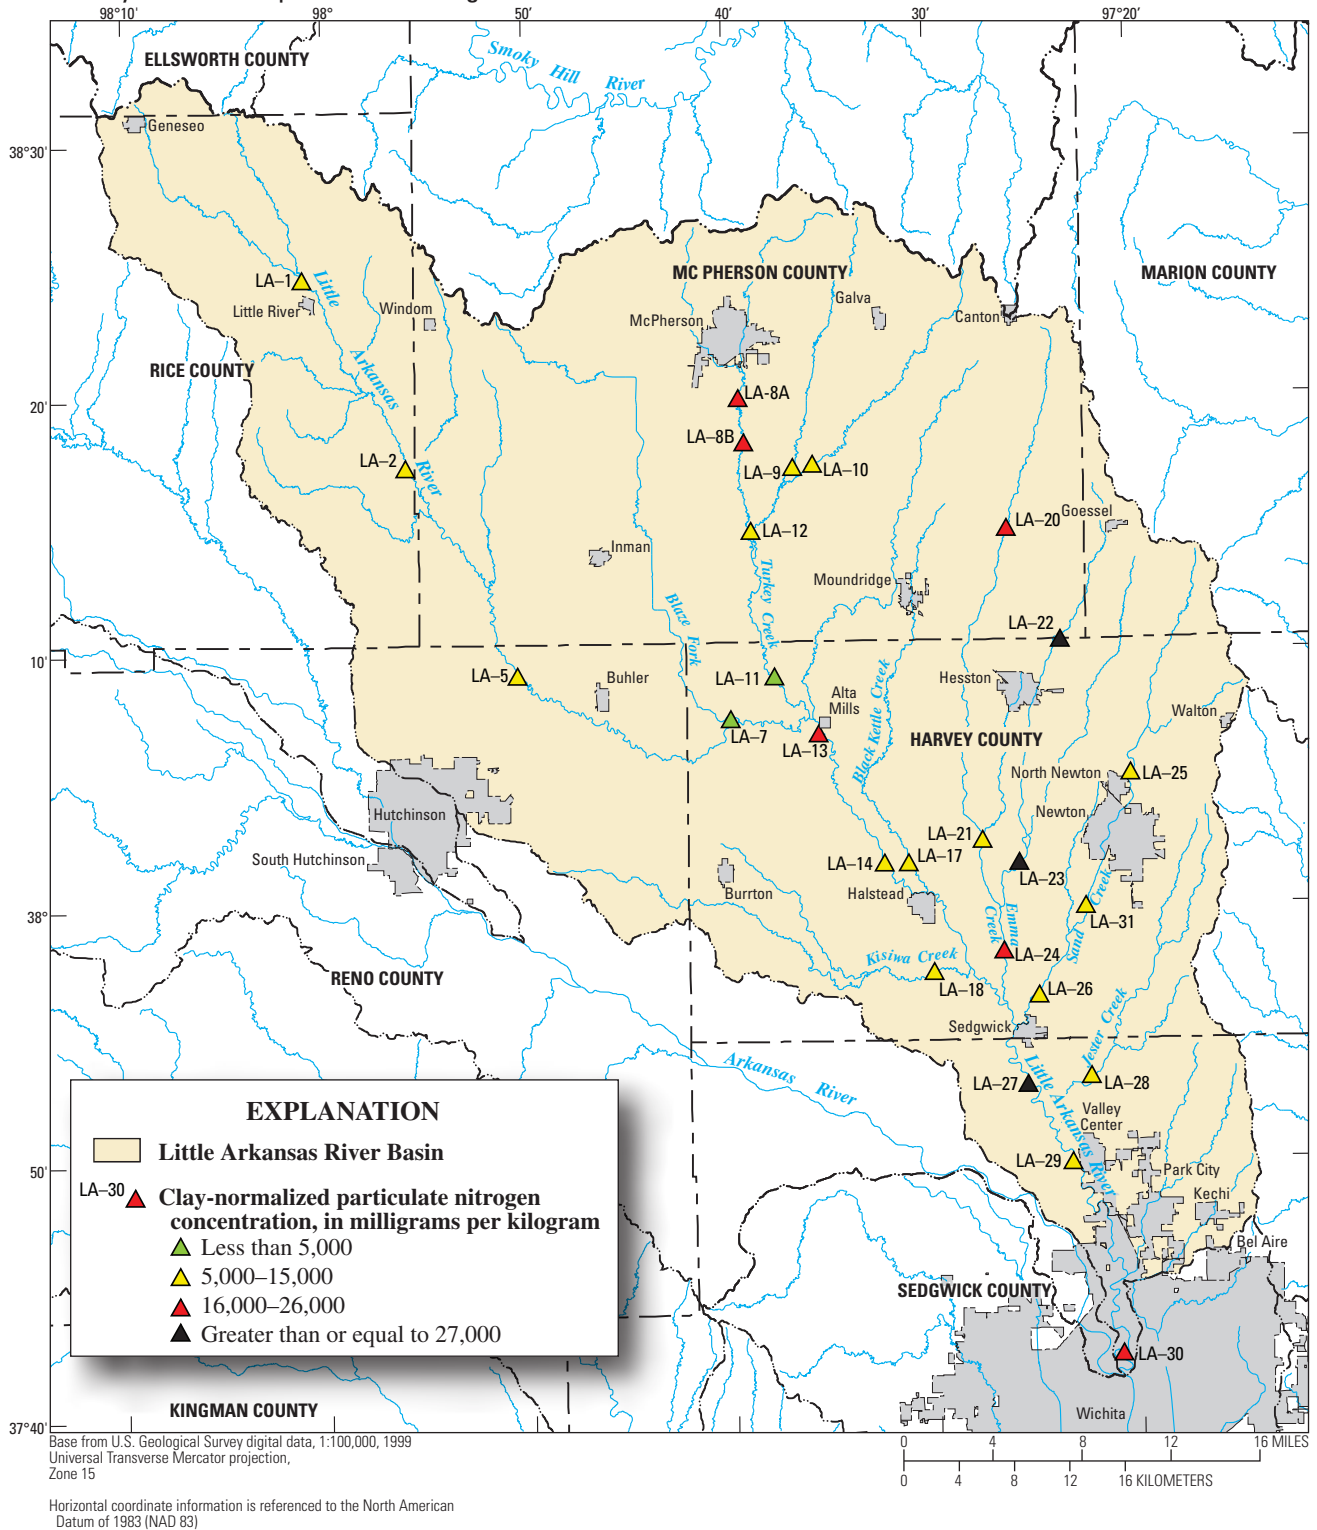 98°10'
98°
50'
40'
30'
97°20'
ELLSWORTH COUNTY
Smoky Hill River
Geneseo
38°30'
MC PHERSON COUNTY
MARION COUNTY
LA–1
Little
Arkansas
River
Little River
Windom
McPherson
Galva
Canton
RICE COUNTY
20'
LA-8A
LA–8B
LA–2
LA–9
LA–10
LA–20
Goessel
LA–12
Inman
Turkey Creek
Moundridge
Blaze Fork
LA–22
10'
LA–5
Buhler
LA–11
Hesston
Alta
Mills
Black Kettle Creek
Walton
LA–7
LA–13
HARVEY COUNTY
North Newton
LA–25
Hutchinson
Newton
LA–21
South Hutchinson
LA–14
LA–17
LA–23
Burrton
Halstead
38°
Emma
Creek
Sand
Creek
LA–31
Kisiwa Creek
LA–24
RENO COUNTY
LA–18
LA–26
Sedgwick
Jester Creek
Arkansas River
Little Arkansas River
LA–27
LA–28
Valley
Center
50'
LA–29
Park City
Kechi
Bel Aire
SEDGWICK COUNTY
LA–30
Wichita
EXPLANATION
Little Arkansas River Basin
LA–30
Clay-normalized particulate nitrogen
concentration, in milligrams per kilogram
Less than 5,000
5,000–15,000
16,000–26,000
Greater than or equal to 27,000
KINGMAN COUNTY
37°40'
Base from U.S. Geological Survey digital data, 1:100,000, 1999
Universal Transverse Mercator projection,
Zone 15
Horizontal coordinate information is referenced to the North American
Datum of 1983 (NAD 83)
0 4 8 12 16 MILES
0 4 8 12 16 KILOMETERS